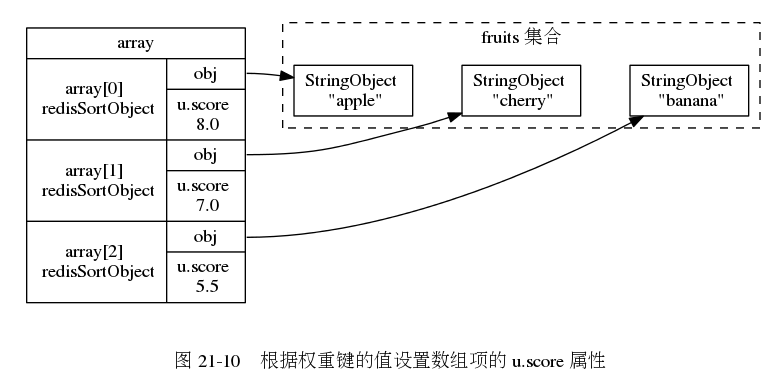 array
array[0]
redisSortObject
obj
u.score
8.0
array[1]
redisSortObject
obj
u.score
7.0
array[2]
redisSortObject
obj
u.score
5.5
fruits 集合
StringObject
"apple"
StringObject
"cherry"
StringObject
"banana"
图 21-10 根据权重键的值设置数组项的 u.score 属性